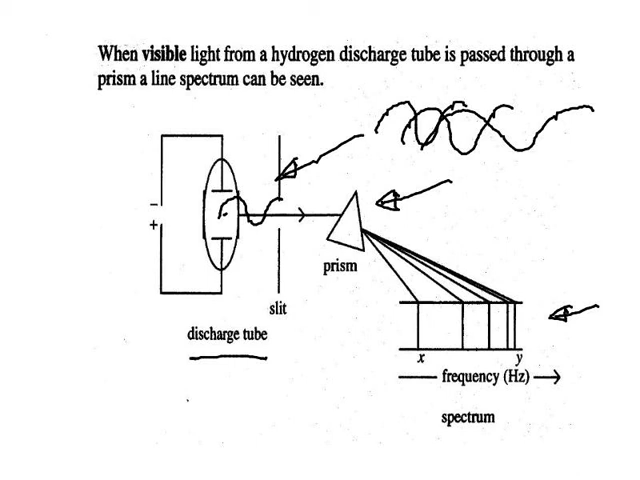 When visible light from a hydrogen discharge tube is passed through a
prism a line spectrum can be seen.
−
+
prism
slit
discharge tube
x y
frequency (Hz)
spectrum